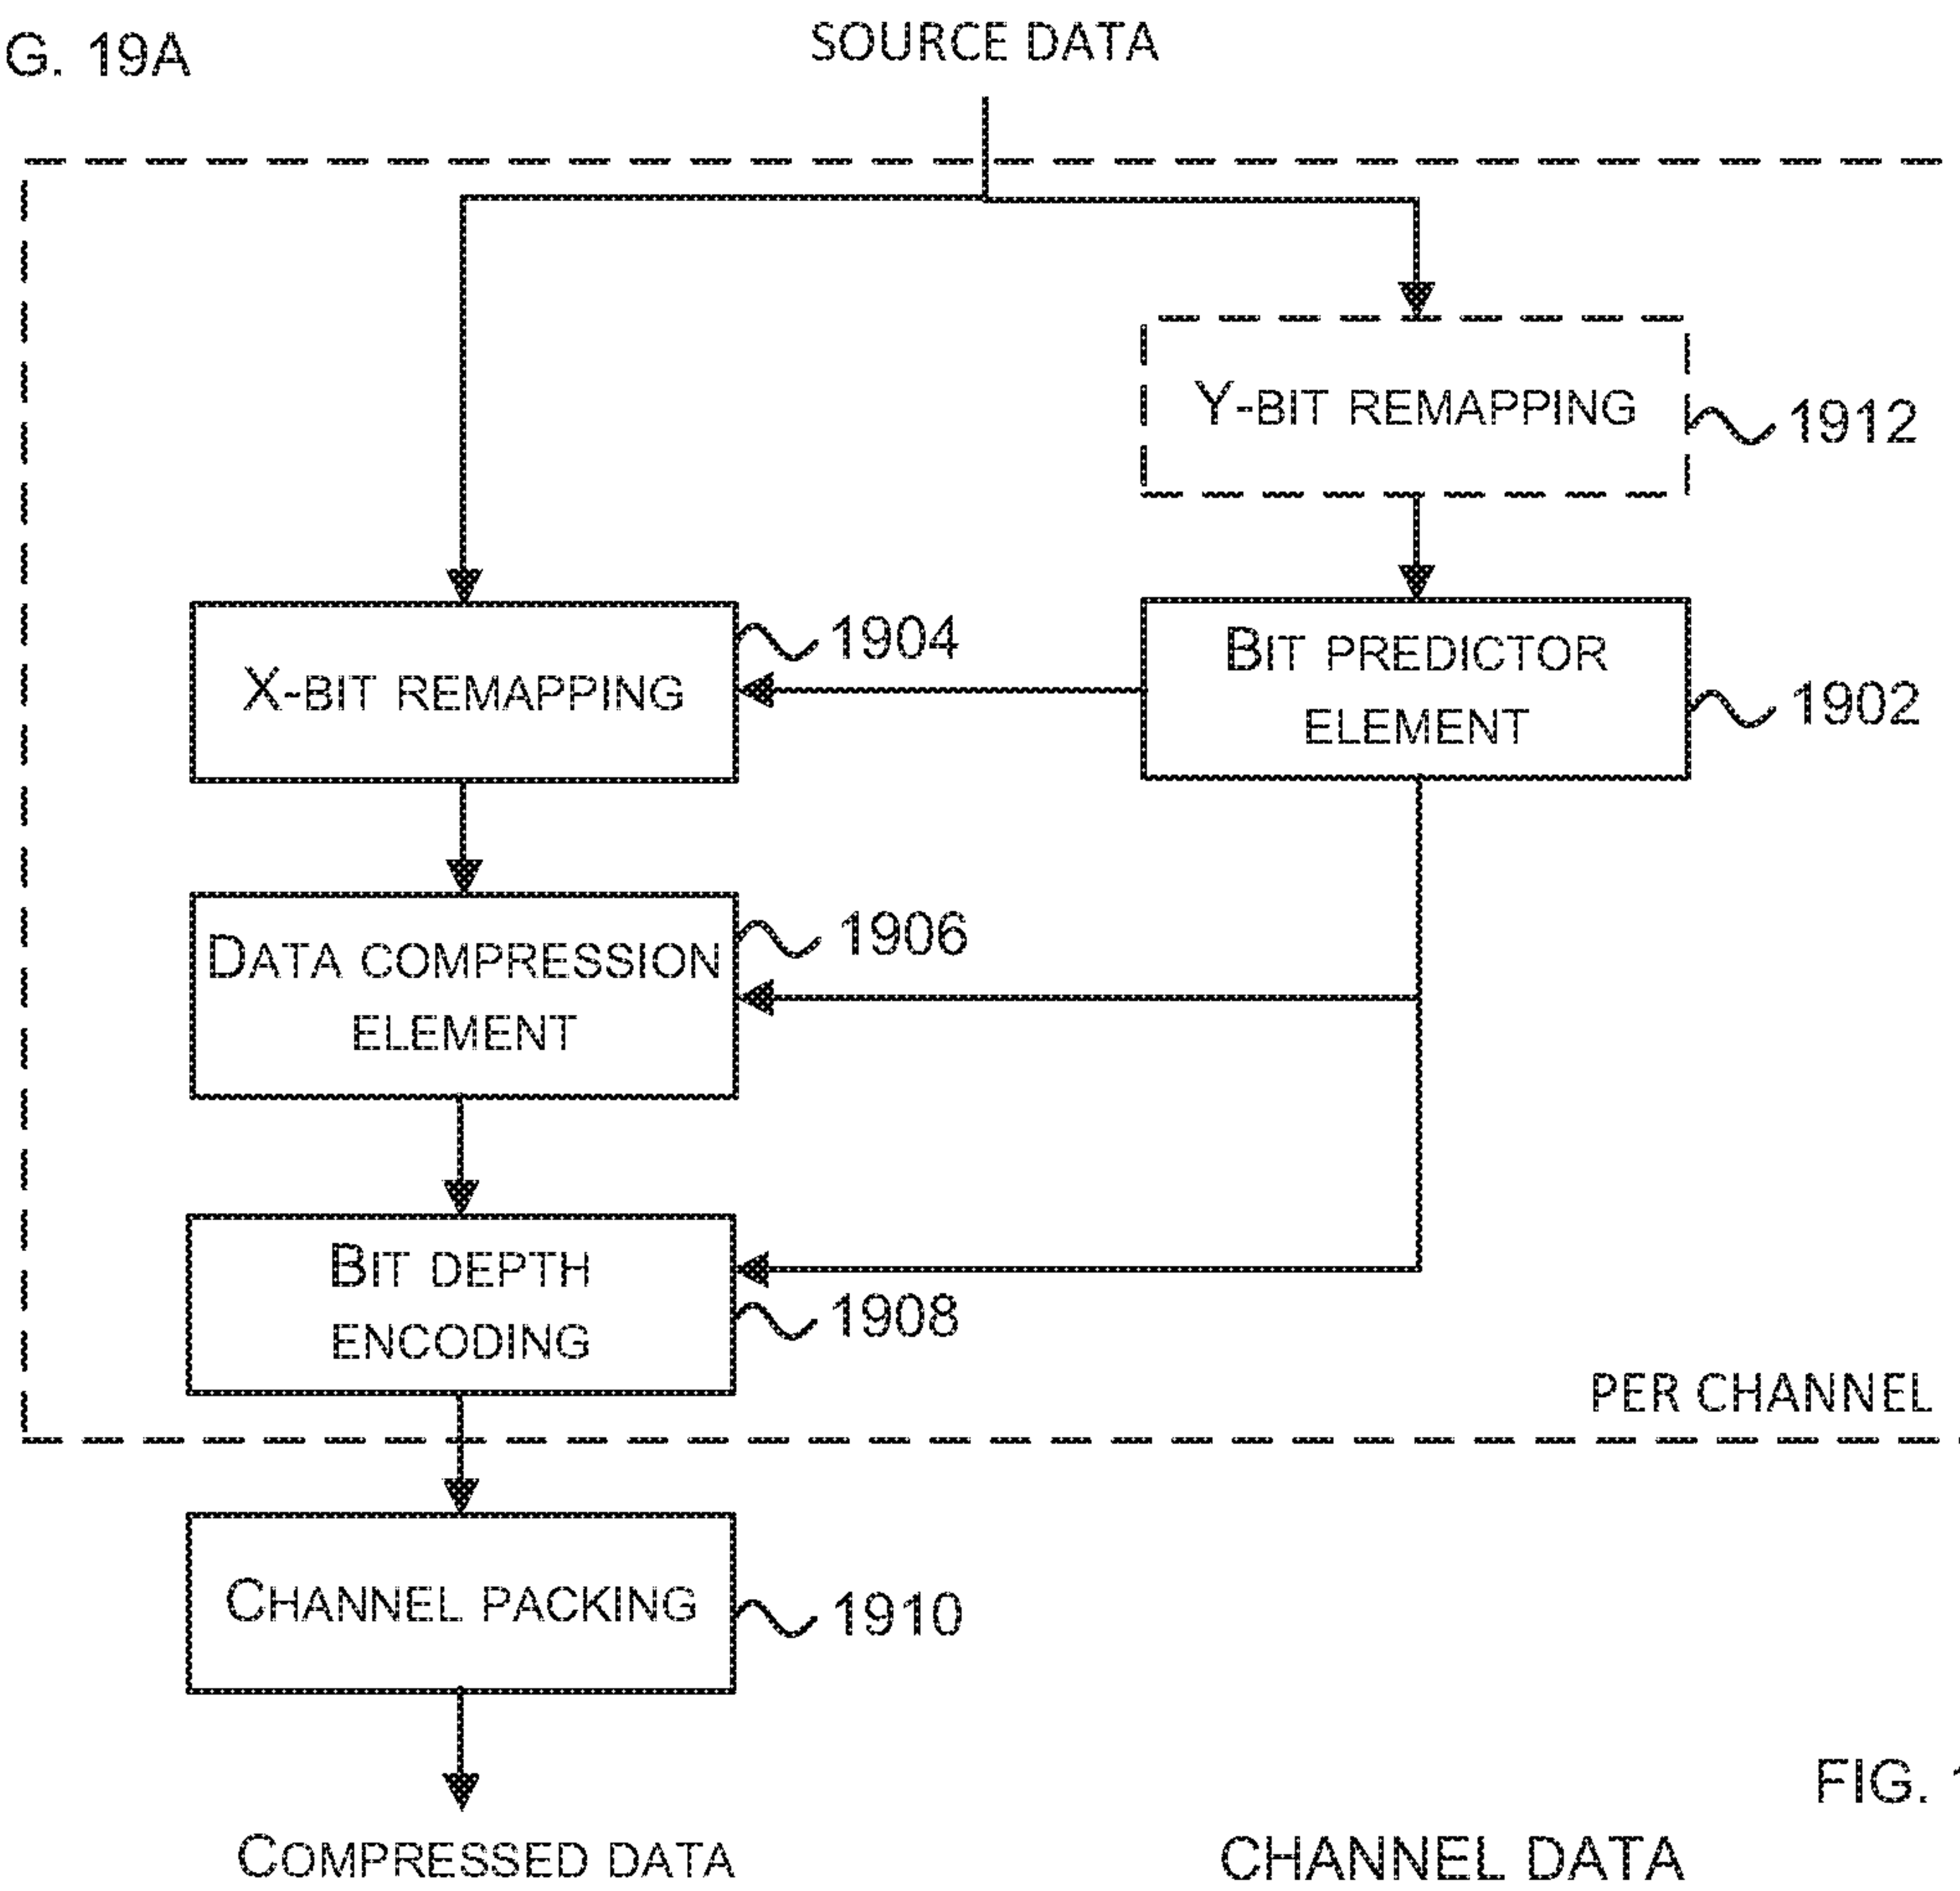 G. 19A
SOURCE DATA
Y-BIT REMAPPING
1912
X-BIT REMAPPING
1904
BIT PREDICTOR
ELEMENT
1902
DATA COMPRESSION
ELEMENT
1906
BIT DEPTH
ENCODING
1908
PER CHANNEL
CHANNEL PACKING
1910
FIG.
COMPRESSED DATA
CHANNEL DATA